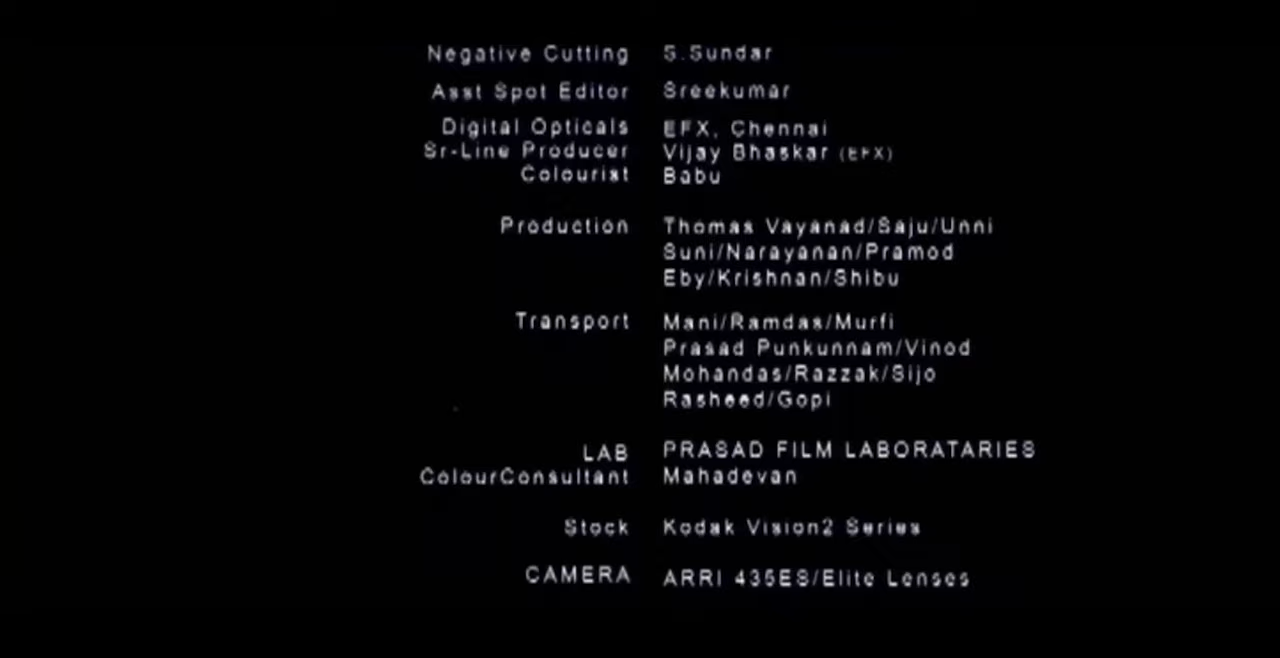 Negative Cutting S.Sundar
Asst Spot Editor Sreekumar
Digital Opticals EFX, Chennai
Sr-Line Producer Vijay Bhaskar (EFX)
Colourist Babu
Production Thomas Vayanad/Saju/Unni
Suni/Narayanan/Pramod
Eby/Krishnan/Shibu
Transport Mani/Ramdas/Murfi
Prasad Punkunnam/Vinod
Mohandas/Razzak/Sijo
Rasheed/Gopi
LAB PRASAD FILM LABORATARIES
ColourConsultant Mahadevan
Stock Kodak Vision2 Series
CAMERA ARRI 435ES/Elite Lenses